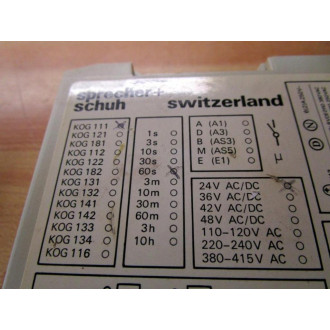 sprecher+
schuh switzerland
KOG 111
KOG 121 1s
KOG 181 3s
KOG 112 10s
KOG 122 30s
KOG 182 60s
KOG 131 3m
KOG 132 10m
KOG 141 30m
KOG 142 60m
KOG 133 3h
KOG 134 10h
KOG 116
A (A1)
D (A3)
B (AS3)
M (AS5)
E (E1)
24V AC/DC
36V AC/DC
42V AC/DC
48V AC/DC
110-120V AC
220-240V AC
380-415V AC